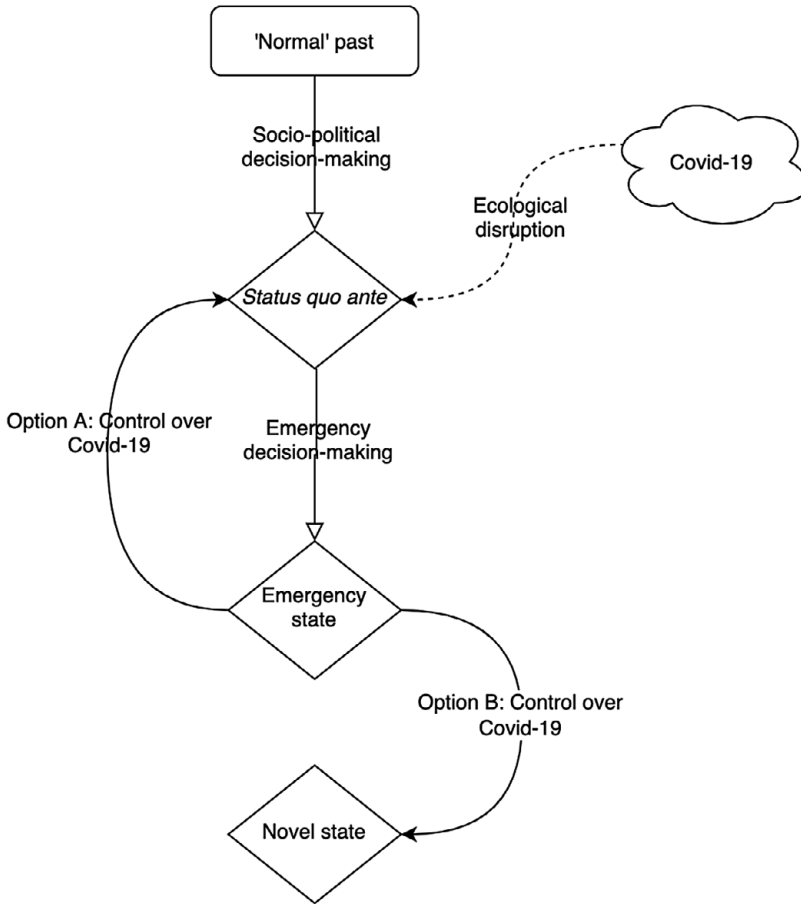 'Normal' past
Socio-political
decision-making
Covid-19
Ecological
disruption
Status quo ante
Option A: Control over
Covid-19
Emergency
decision-making
Emergency
state
Option B: Control over
Covid-19
Novel state